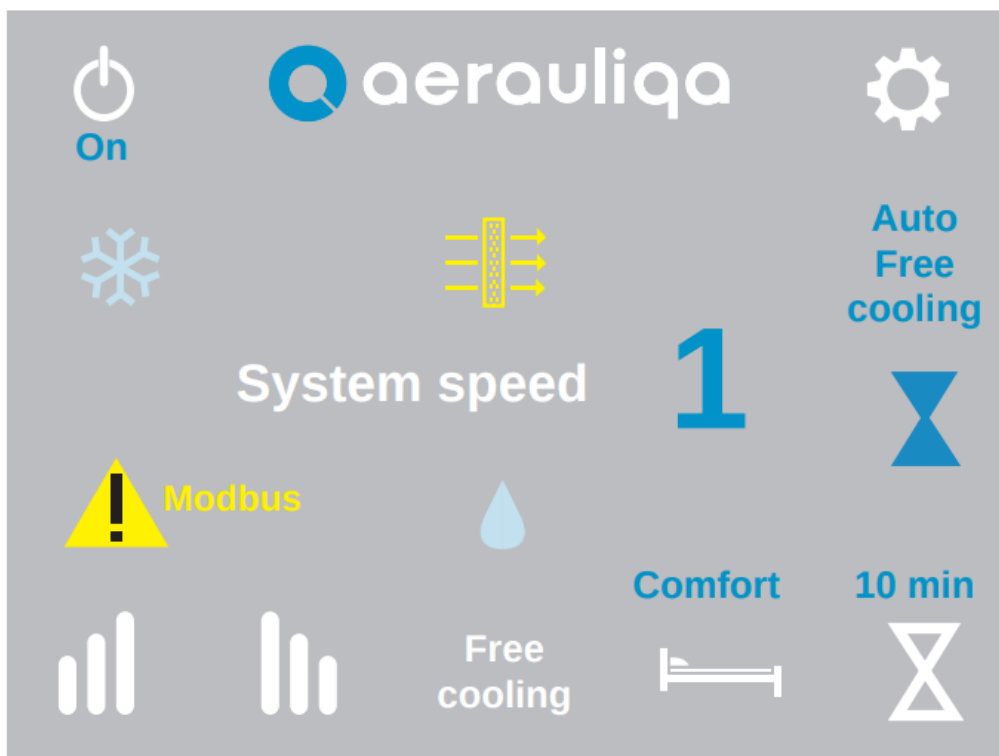 aerauliqa
On
Auto
Free
cooling
System speed
1
Modbus
Comfort
10 min
Free
cooling